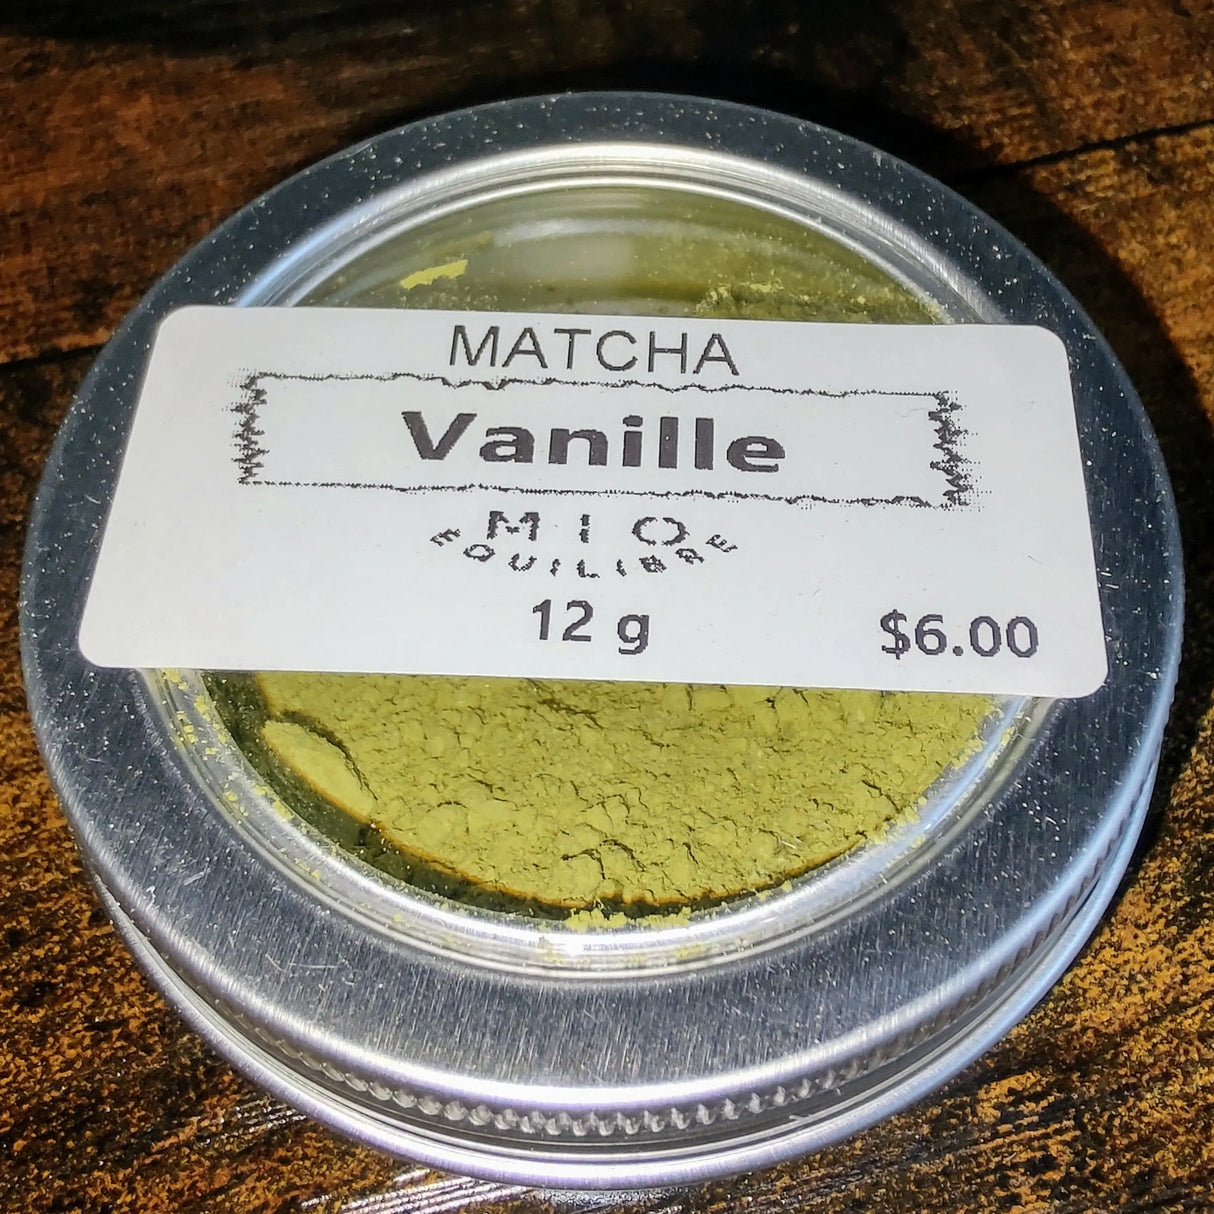 MATCHA
Vanille
MIO
EQUILIBRE
12 g
$6.00